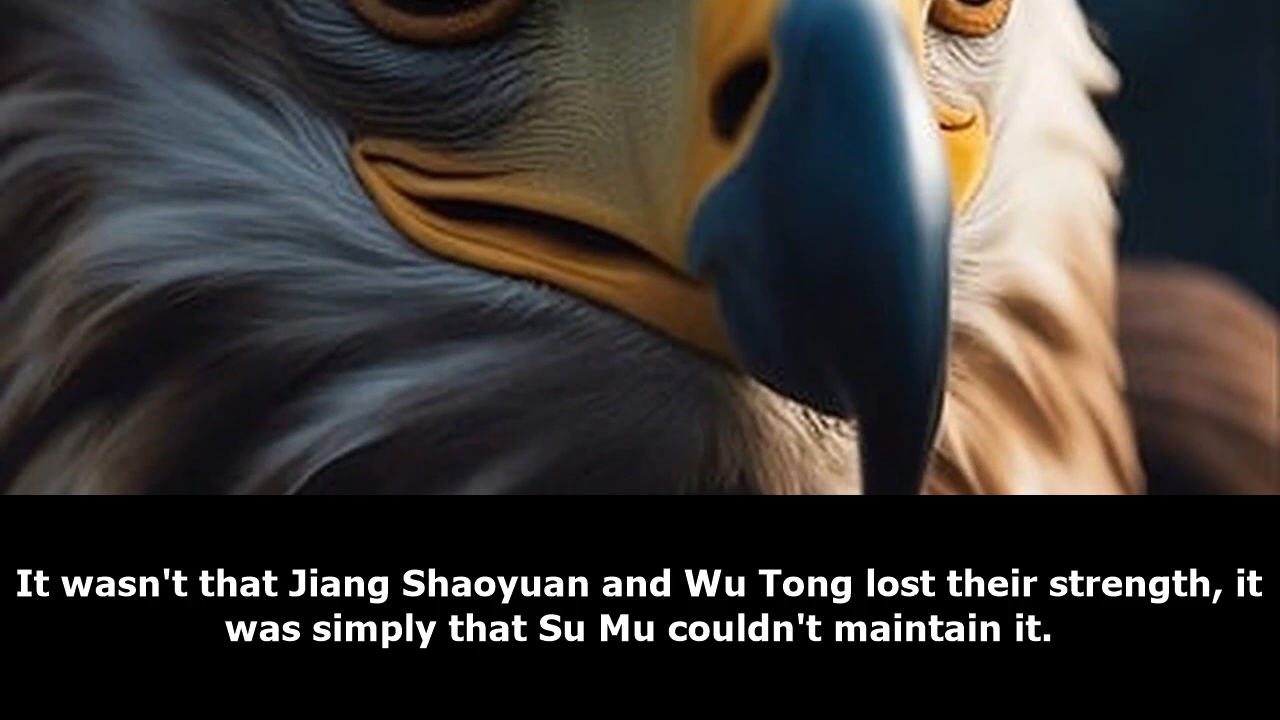 It wasn't that Jiang Shaoyuan and Wu Tong lost their strength, it
was simply that Su Mu couldn't maintain it.